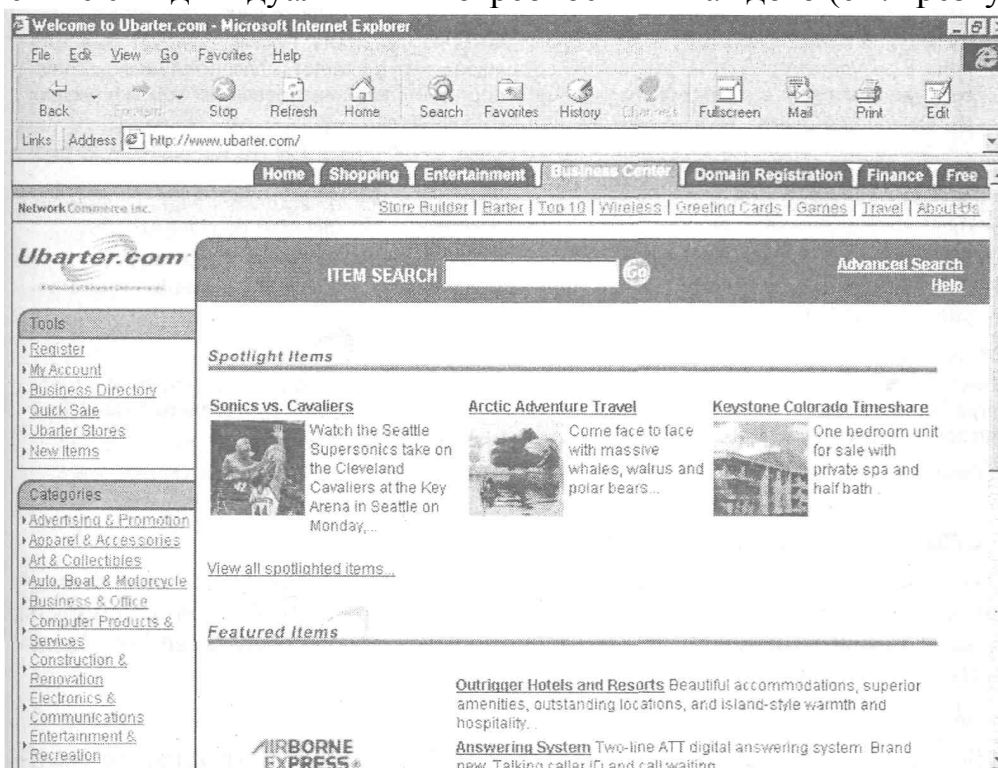 Welcome to Ubarter.com - Microsoft Internet Explorer
File Edit View Go Favorites Help
Back Stop Refresh Home Search Favorites History Channels Fullscreen Mail Print Edit
Links Address http://www.ubarter.com/
Home Shopping Entertainment Business Center Domain Registration Finance Free
Network Commerce Inc. Store Builder | Barter | Top 10 | Wireless | Greeting Cards | Games | Travel | About Us
Ubarter.com
ITEM SEARCH Go Advanced Search
Help
Tools
Register
My Account
Business Directory
Quick Sale
Ubarter Stores
New Items
Categories
Advertising & Promotion
Apparel & Accessories
Art & Collectibles
Auto, Boat, & Motorcycle
Business & Office
Computer Products &
Services
Construction &
Renovation
Electronics &
Communications
Entertainment &
Recreation
Spotlight Items
Sonics vs. Cavaliers
Watch the Seattle
Supersonics take on
the Cleveland
Cavaliers at the Key
Arena in Seattle on
Monday,...
Arctic Adventure Travel
Come face to face
with massive
whales, walrus and
polar bears...
Keystone Colorado Timeshare
One bedroom unit
for sale with
private spa and
half bath .
View all spotlighted items...
Featured Items
AIRBORNE
EXPRESS
Outrigger Hotels and Resorts Beautiful accommodations, superior
amenities, outstanding locations, and island-style warmth and
hospitality...
Answering System Two-line ATT digital answering system. Brand
new. Talking caller ID and call waiting